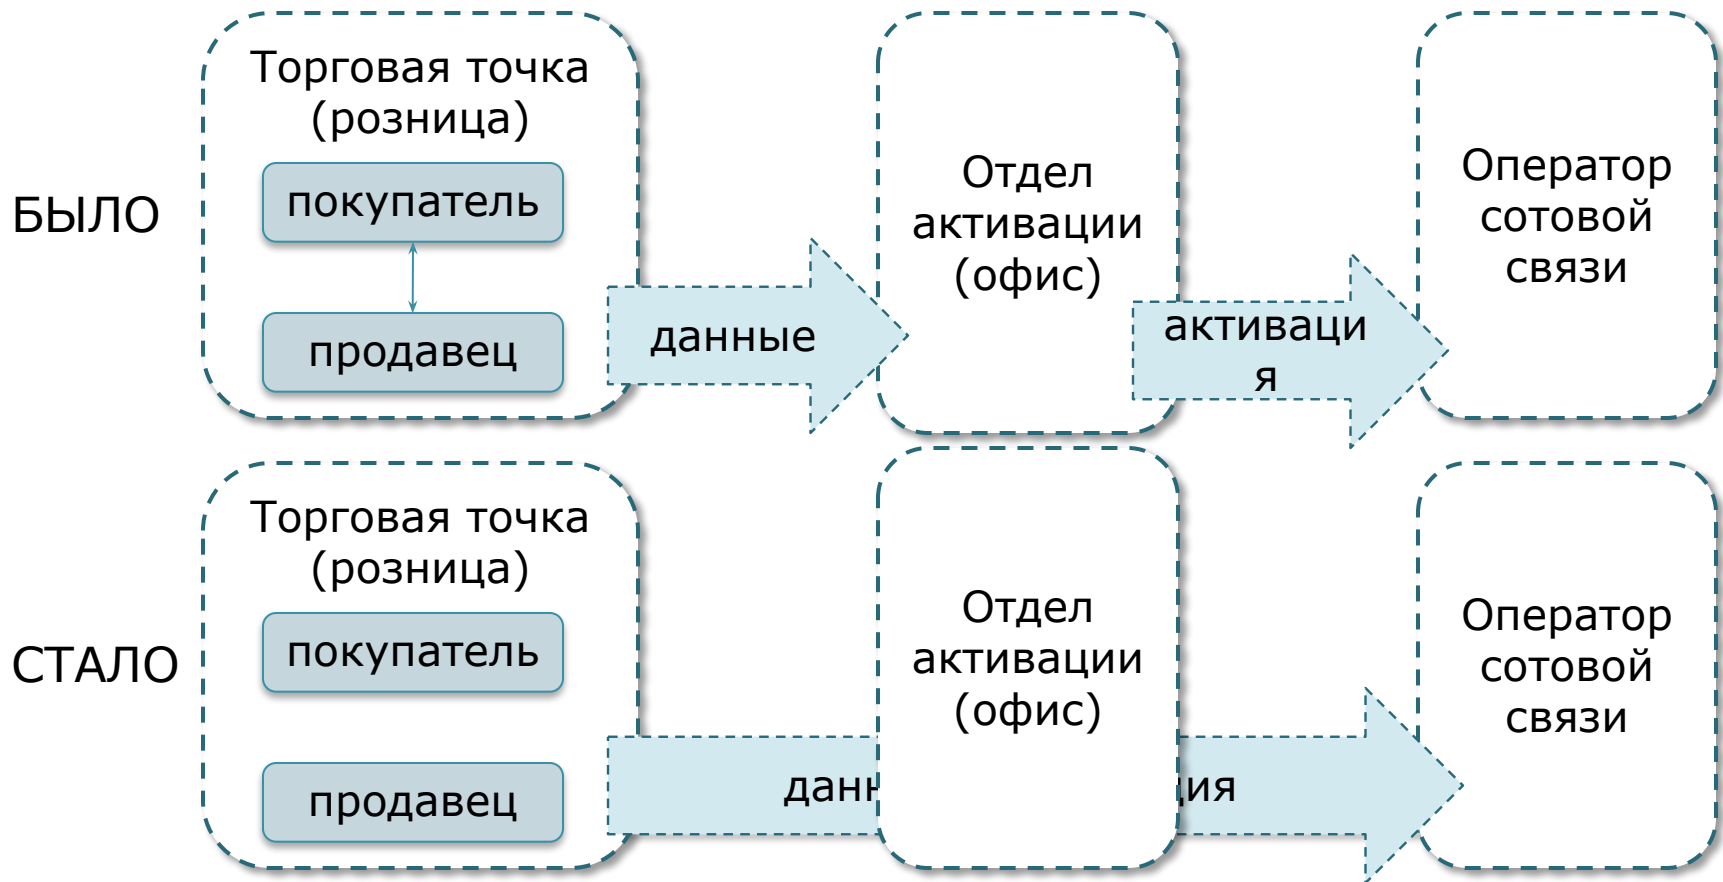 БЫЛО
Торговая точка
(розница)
покупатель
продавец
данные
Отдел
активации
(офис)
активаци
я
Оператор
сотовой
связи
СТАЛО
Торговая точка
(розница)
покупатель
продавец
Отдел
активации
(офис)
Оператор
сотовой
связи